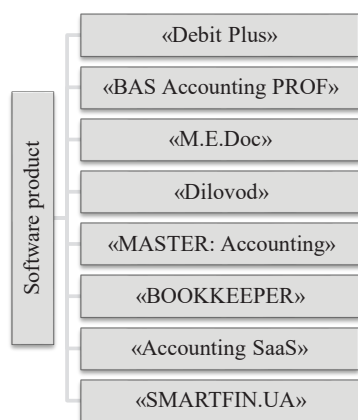 Software product
«Debit Plus»
«BAS Accounting PROF»
«M.E.Doc»
«Dilovod»
«MASTER: Accounting»
«BOOKKEEPER»
«Accounting SaaS»
«SMARTFIN.UA»